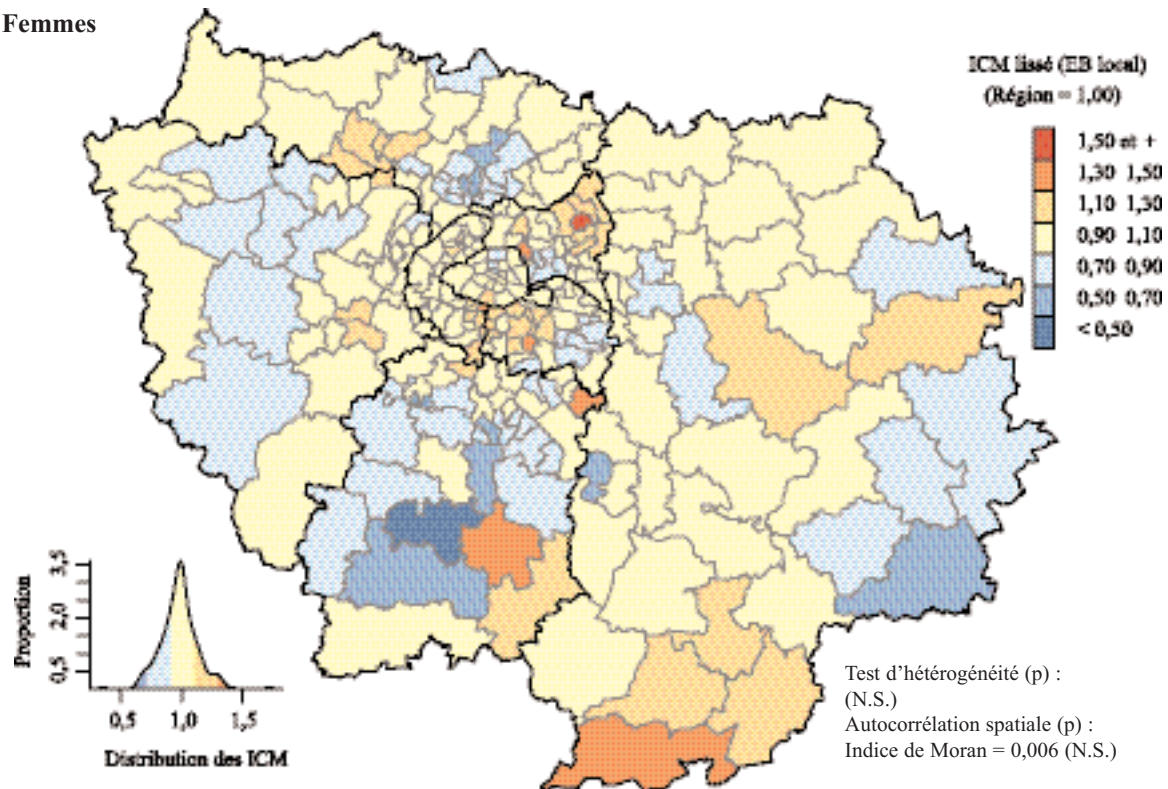 Femmes
ICM lissé (EB local)
(Région = 1,00)
1,50 et +
1,30 1,50
1,10 1,30
0,90 1,10
0,70 0,90
0,50 0,70
< 0,50
Proportion
3,5
2,0
0,5
0,5 1,0 1,5
Distribution des ICM
Test d'hétérogénéité (p) :
(N.S.)
Autocorrélation spatiale (p) :
Indice de Moran = 0,006 (N.S.)